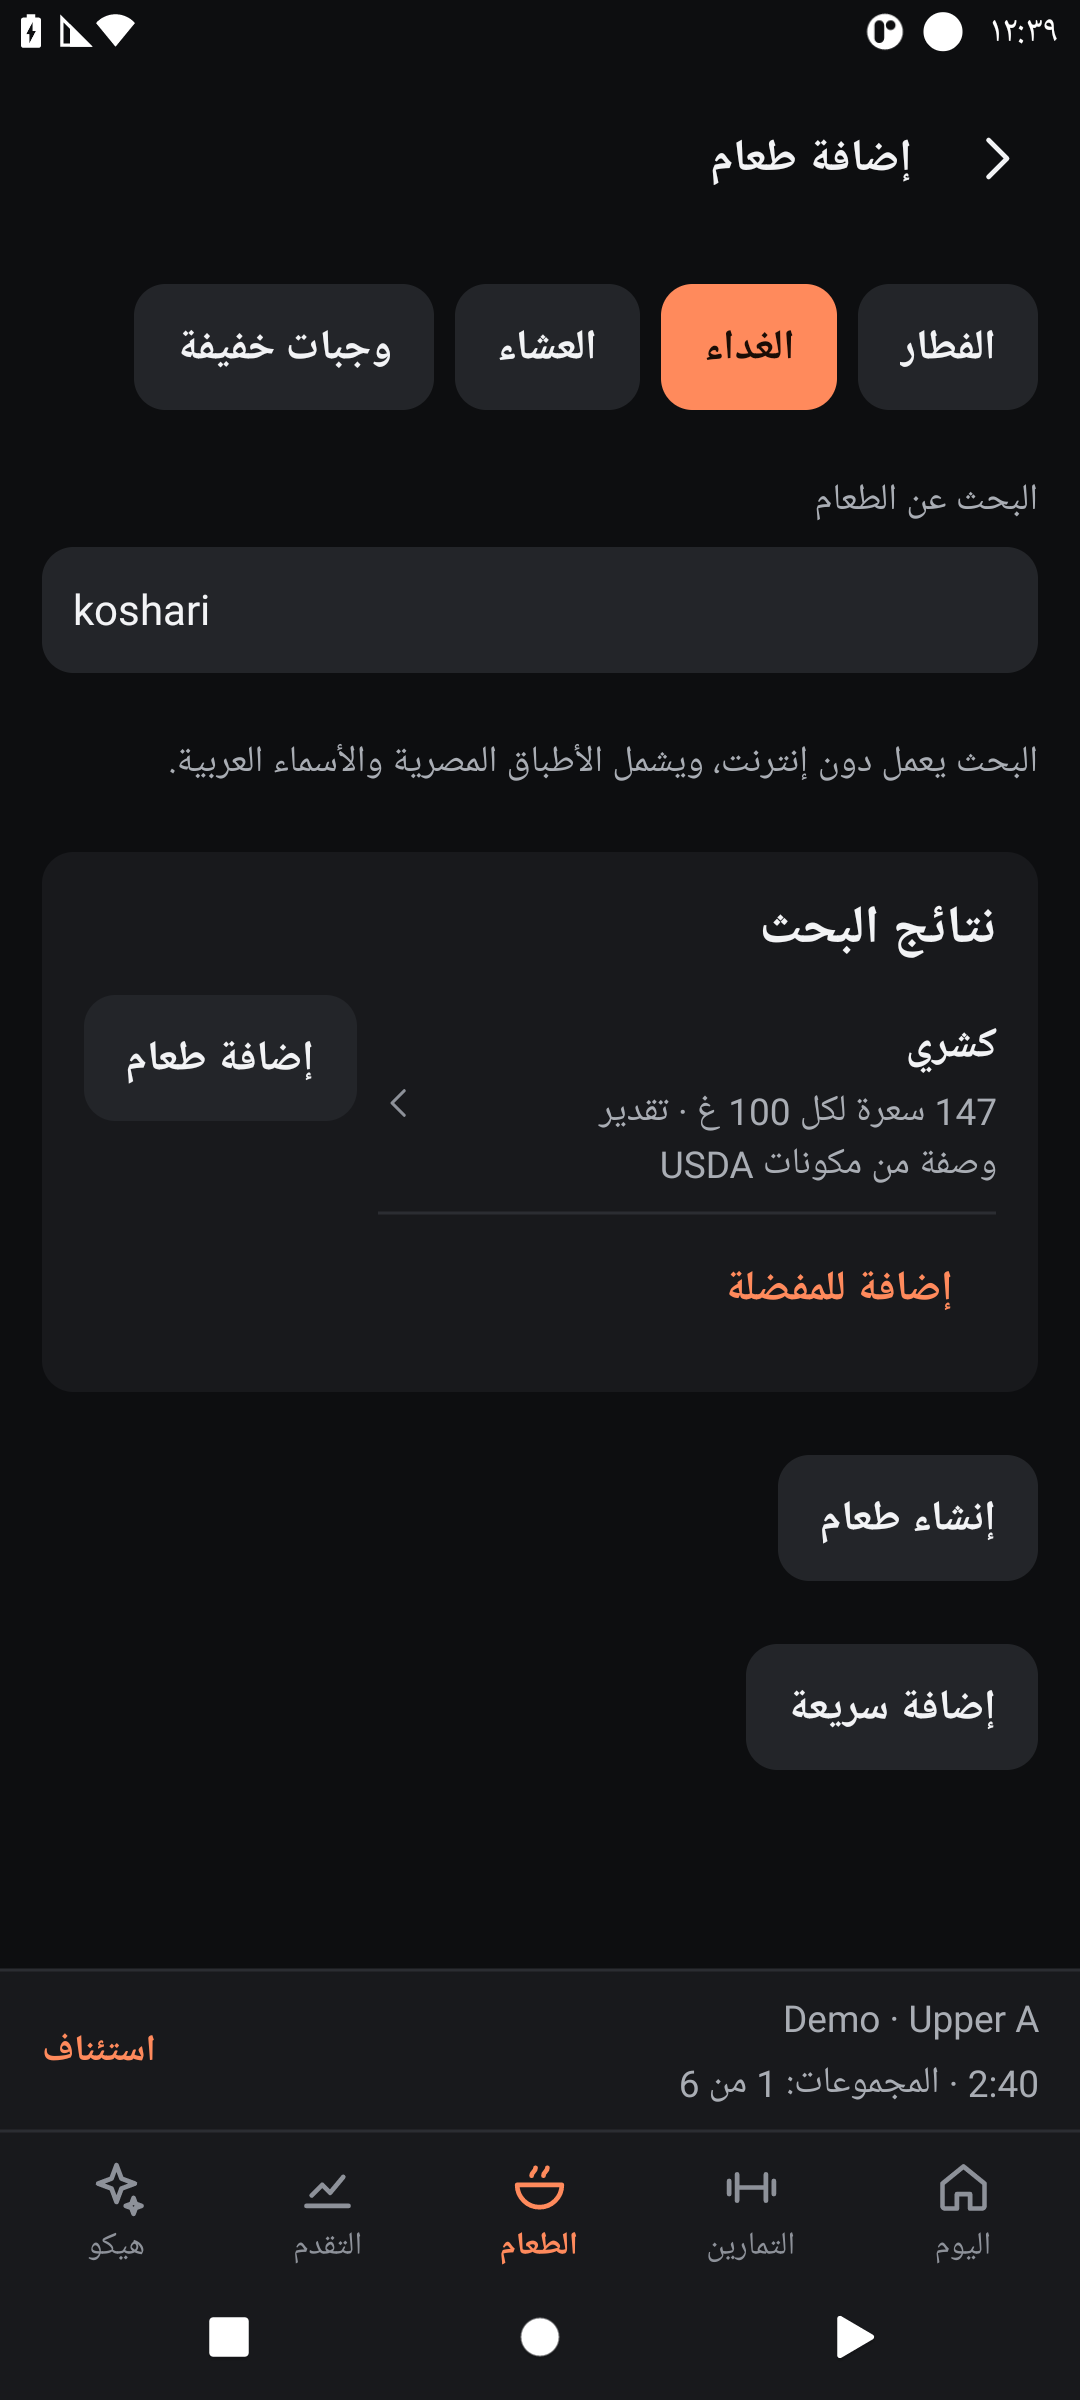 ١٢:٣٩
إضافة طعام
الفطار
الغداء
العشاء
وجبات خفيفة
البحث عن الطعام
koshari
البحث يعمل دون إنترنت، ويشمل الأطباق المصرية والأسماء العربية.
نتائج البحث
كشري
147 سعرة لكل 100 غ · تقدير
وصفة من مكونات USDA
إضافة طعام
إضافة للمفضلة
إنشاء طعام
إضافة سريعة
Demo · Upper A
2:40 · المجموعات: 1 من 6
استئناف
اليوم
التمارين
الطعام
التقدم
هيكو